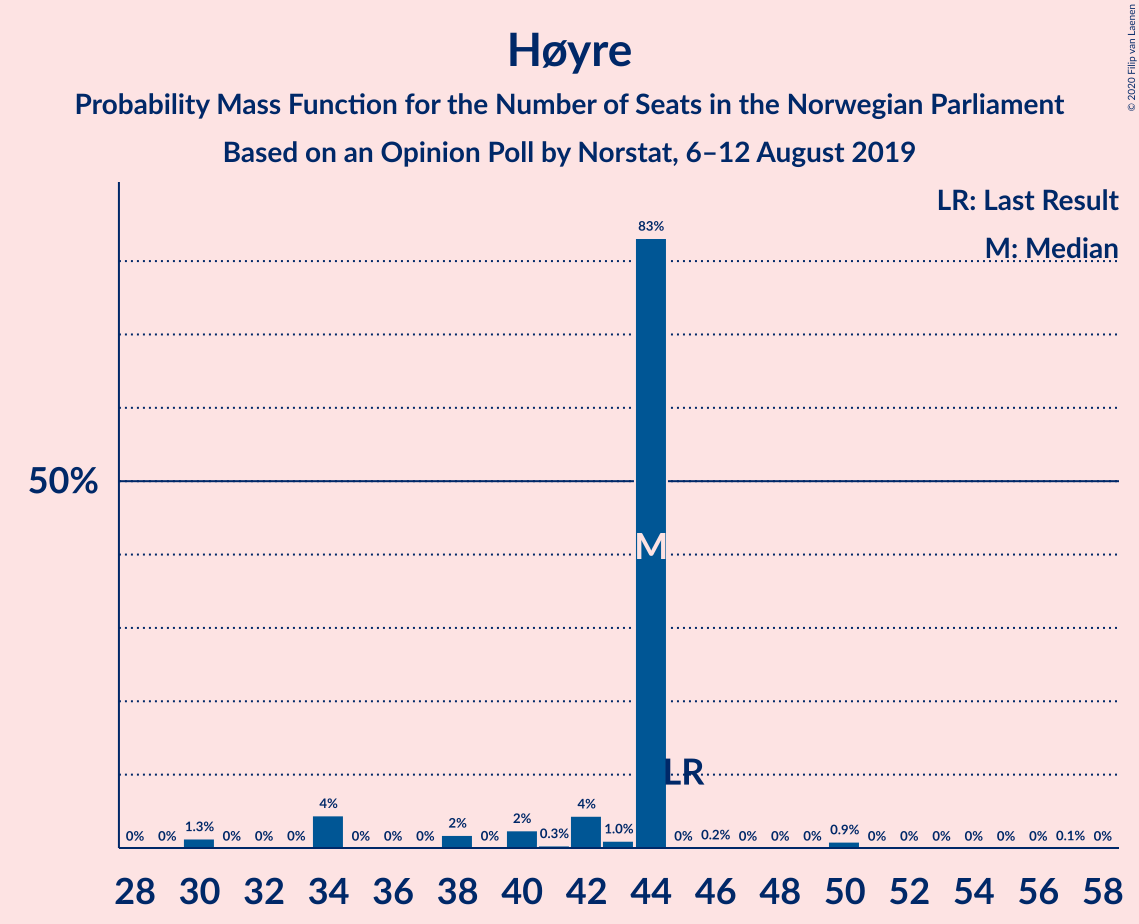 Høyre
Probability Mass Function for the Number of Seats in the Norwegian Parliament
Based on an Opinion Poll by Norstat, 6–12 August 2019
© 2020 Filip van Laenen
LR: Last Result
M: Median
50%
83%
M
LR
0% 0% 1.3% 0% 0% 0% 4% 0% 0% 0% 2% 0% 2% 0.3% 4% 1.0% 0% 0.2% 0% 0% 0% 0.9% 0% 0% 0% 0% 0% 0% 0.1% 0%
28 30 32 34 36 38 40 42 44 46 48 50 52 54 56 58